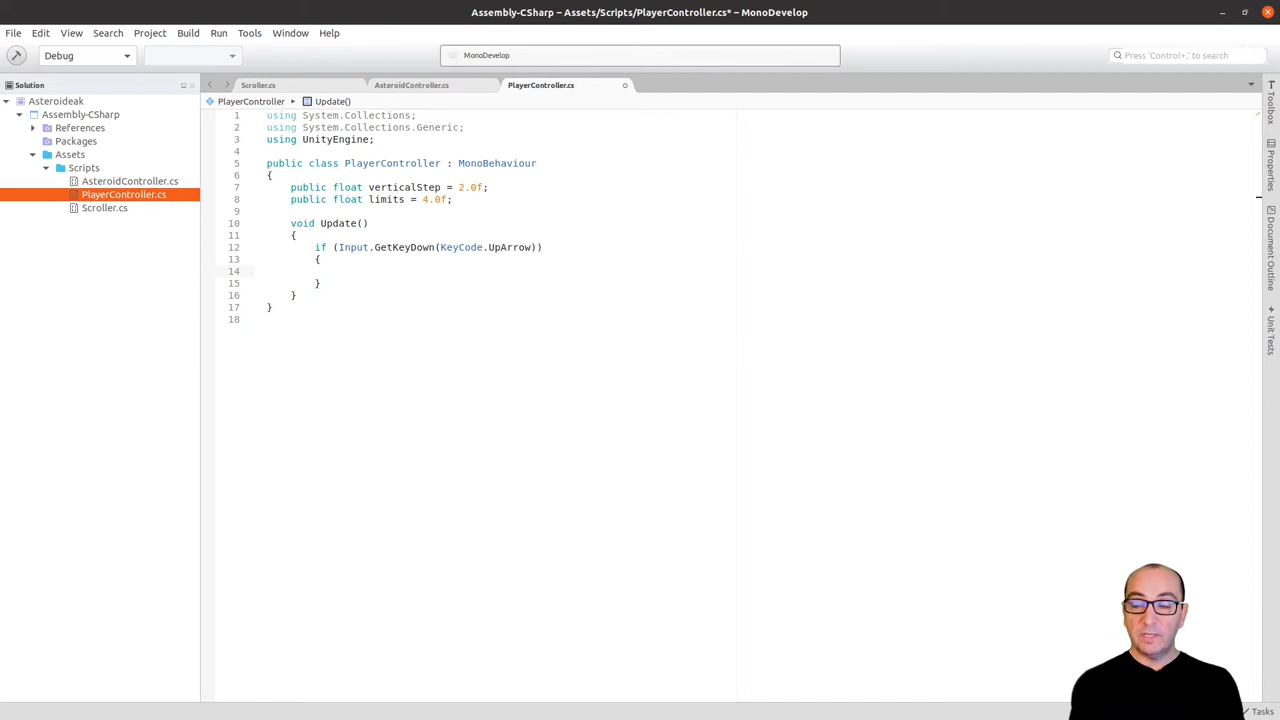 Assembly-CSharp – Assets/Scripts/PlayerController.cs* – MonoDevelop
File Edit View Search Project Build Run Tools Window Help
Debug
MonoDevelop
Press 'Control+,' to search
Solution
Scroller.cs
AsteroidController.cs
PlayerController.cs
PlayerController
Update()
Asteroideak
Assembly-CSharp
References
Packages
Assets
Scripts
AsteroidController.cs
PlayerController.cs
Scroller.cs
1 using System.Collections;
2 using System.Collections.Generic;
3 using UnityEngine;
4
5 public class PlayerController : MonoBehaviour
6 {
7 public float verticalStep = 2.0f;
8 public float limits = 4.0f;
9
10 void Update()
11 {
12 if (Input.GetKeyDown(KeyCode.UpArrow))
13 {
14
15 }
16 }
17 }
18
Toolbox
Properties
Document Outline
Unit Tests
Tasks